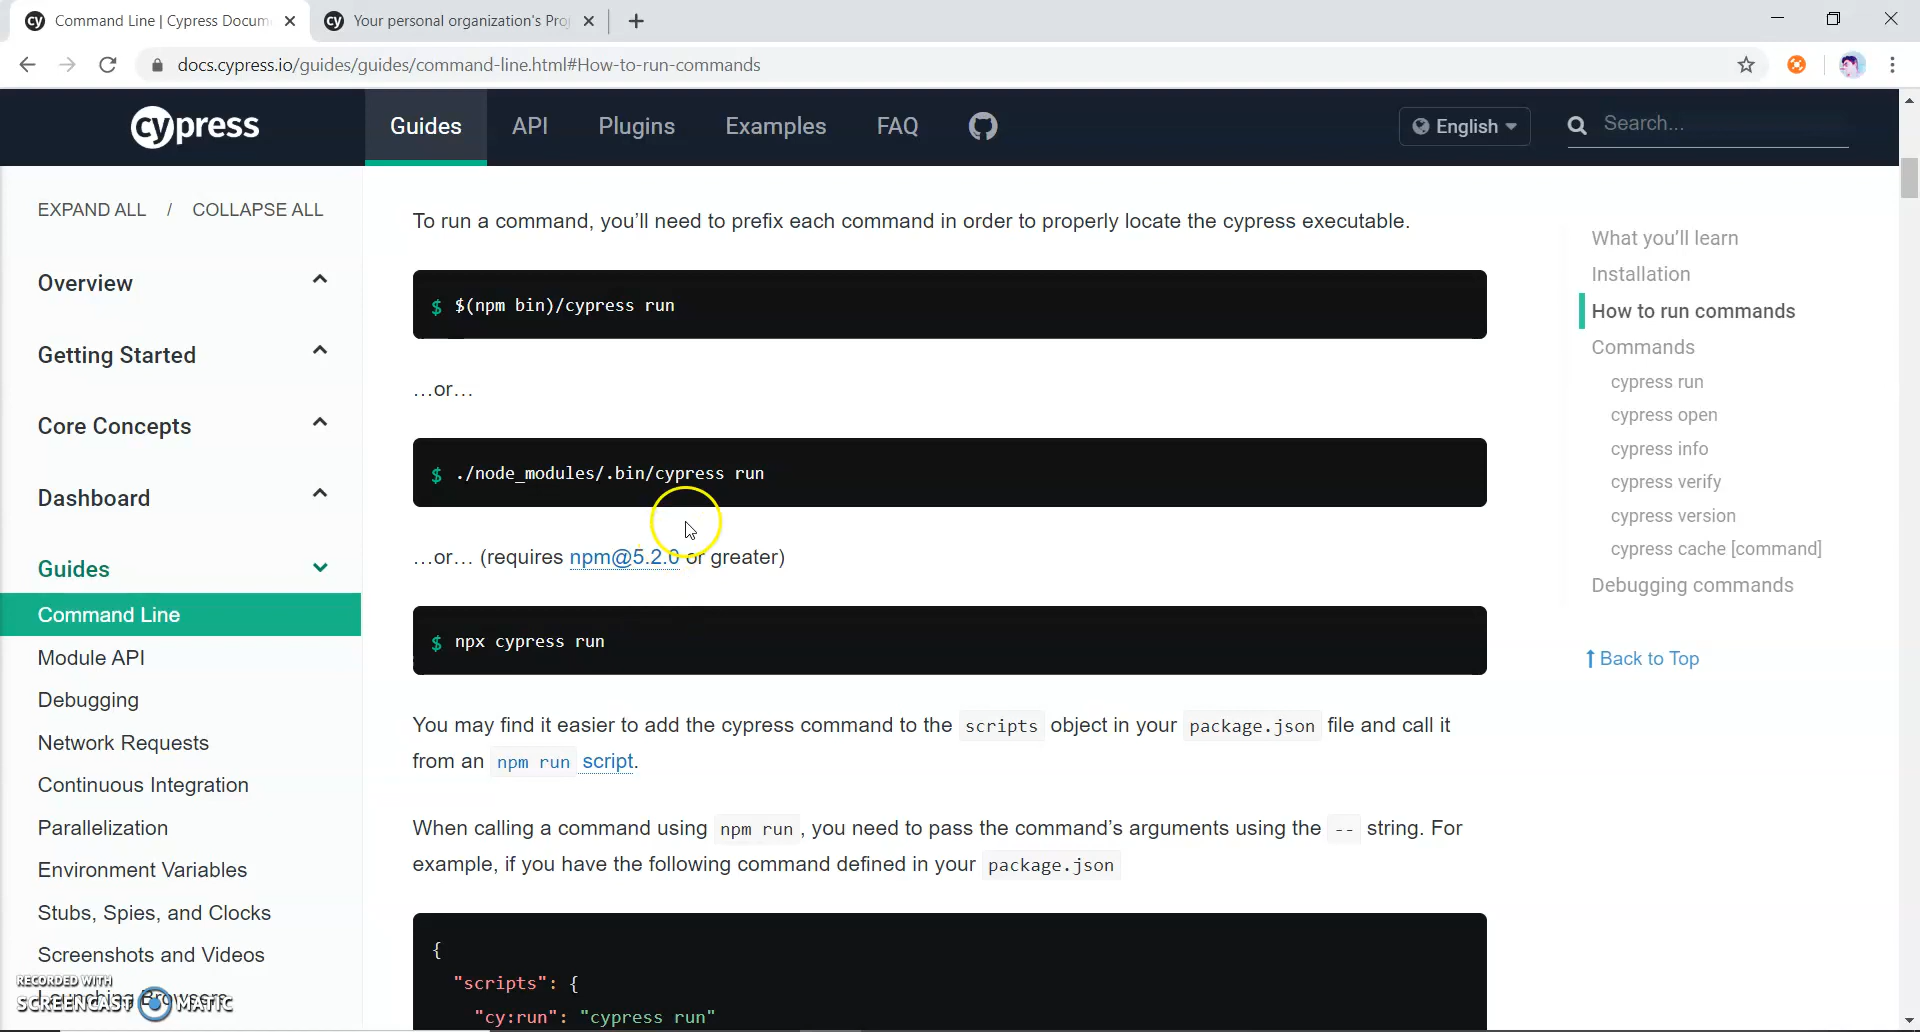 Command Line | Cypress Docum
Your personal organization's Pro
docs.cypress.io/guides/guides/command-line.html#How-to-run-commands
cypress
Guides
API
Plugins
Examples
FAQ
English
Search...
EXPAND ALL / COLLAPSE ALL
Overview
Getting Started
Core Concepts
Dashboard
Guides
Command Line
Module API
Debugging
Network Requests
Continuous Integration
Parallelization
Environment Variables
Stubs, Spies, and Clocks
Screenshots and Videos
Launching Browsers
RECORDED WITH
SCREENCAST MATIC
To run a command, you’ll need to prefix each command in order to properly locate the cypress executable.
$ $(npm bin)/cypress run
…or…
$ ./node_modules/.bin/cypress run
…or… (requires npm@5.2.0 or greater)
$ npx cypress run
You may find it easier to add the cypress command to the scripts object in your package.json file and call it
from an npm run script.
When calling a command using npm run, you need to pass the command’s arguments using the -- string. For
example, if you have the following command defined in your package.json
{
"scripts": {
"cy:run": "cypress run"
What you’ll learn
Installation
How to run commands
Commands
cypress run
cypress open
cypress info
cypress verify
cypress version
cypress cache [command]
Debugging commands
Back to Top